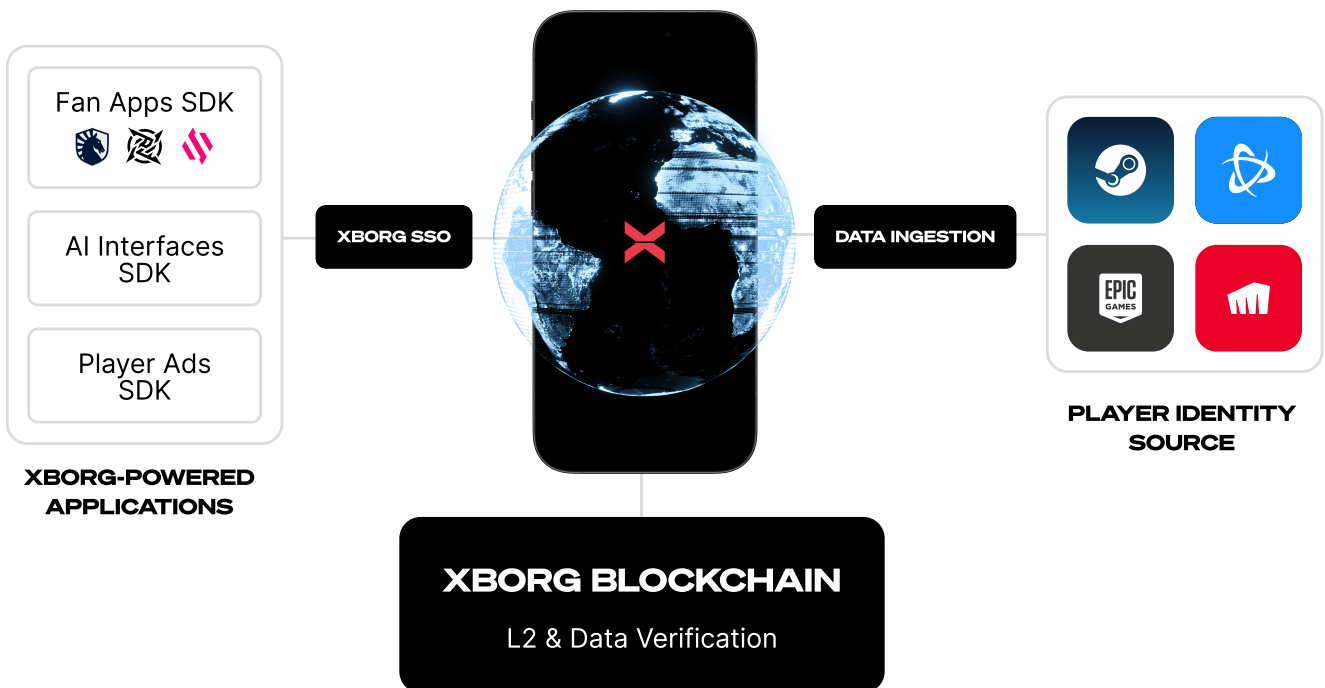 Fan Apps SDK
AI Interfaces
SDK
Player Ads
SDK
XBORG-POWERED
APPLICATIONS
XBORG SSO
DATA INGESTION
EPIC
GAMES
PLAYER IDENTITY
SOURCE
XBORG BLOCKCHAIN
L2 & Data Verification